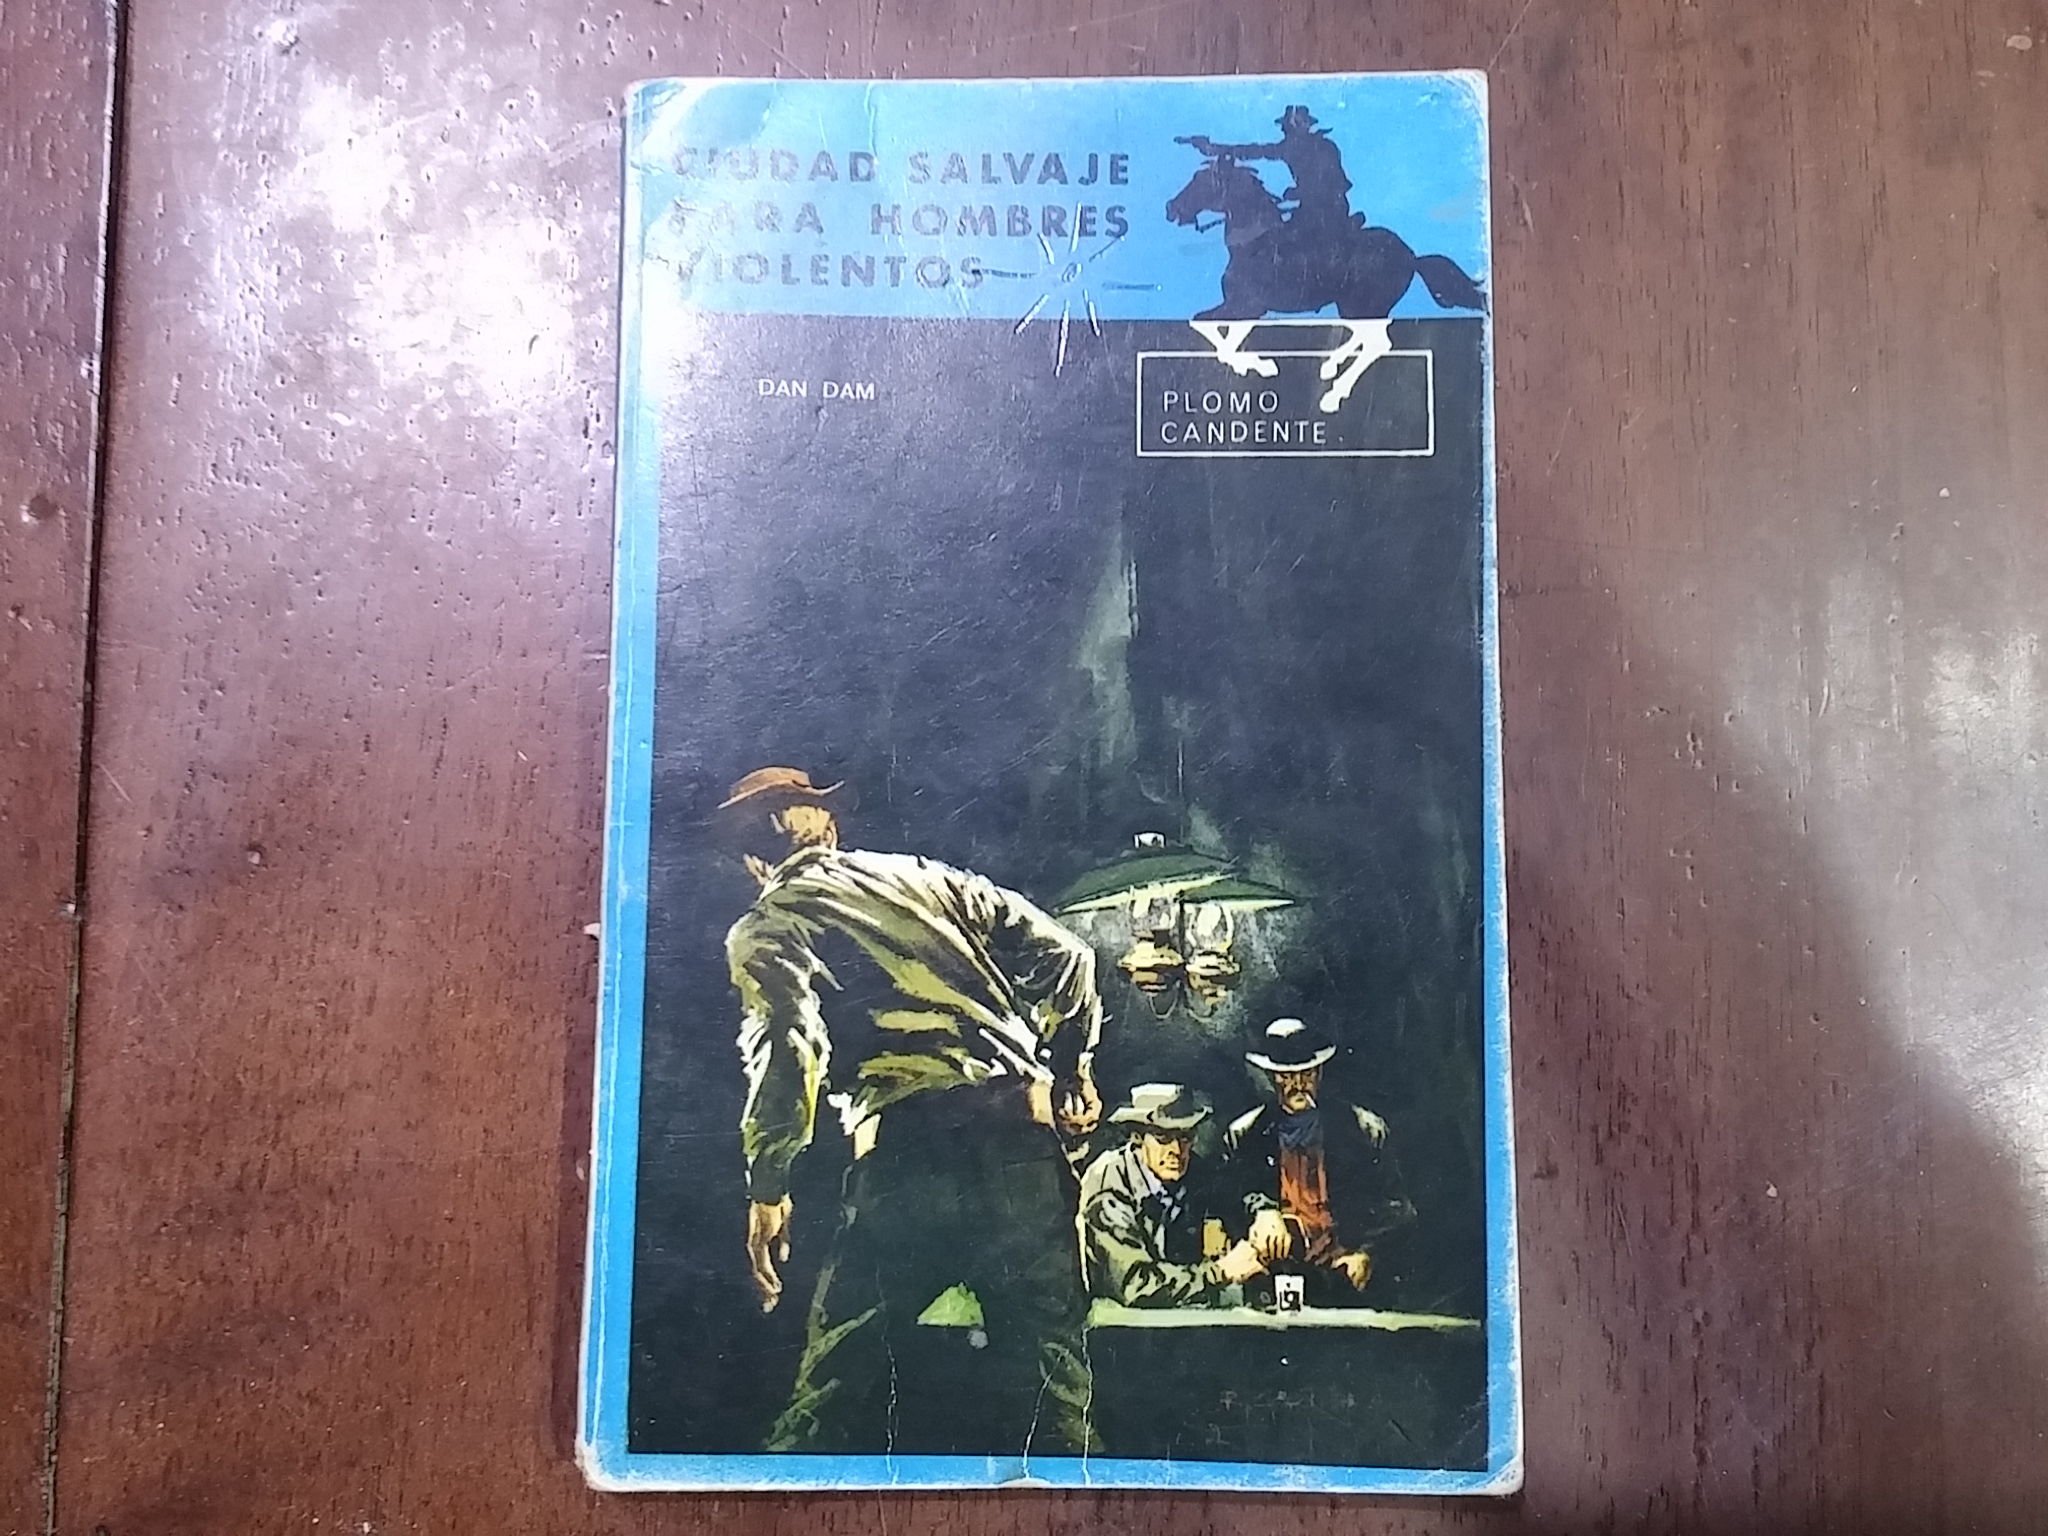 CIUDAD SALVAJE
PARA HOMBRES
VIOLENTOS
DAN DAM
PLOMO
CANDENTE